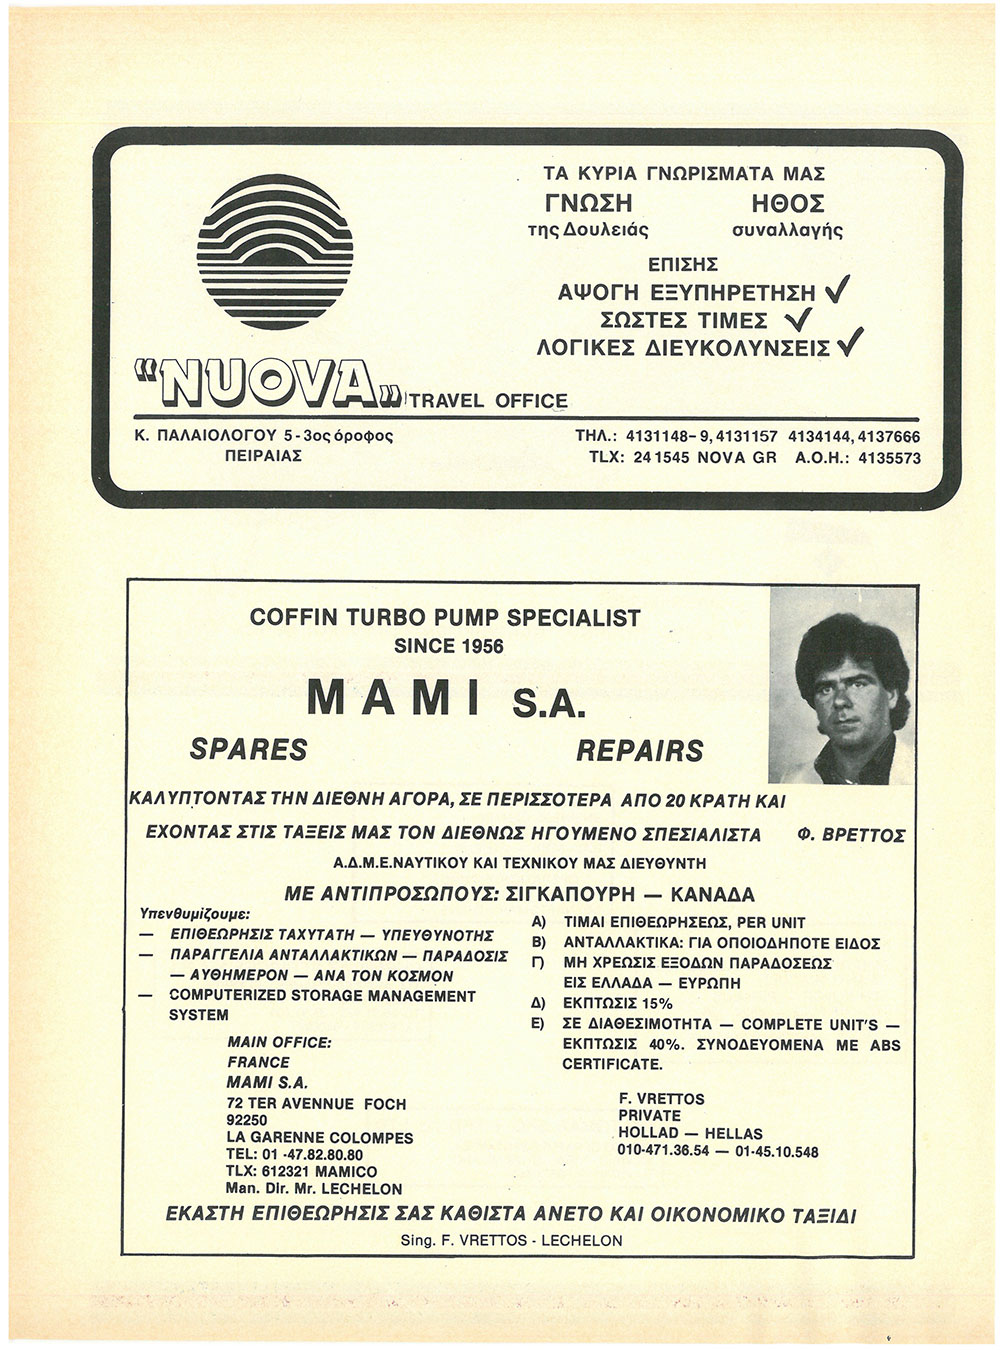 ΤΑ ΚΥΡΙΑ ΓΝΩΡΙΣΜΑΤΑ ΜΑΣ
ΓΝΩΣΗ ΗΘΟΣ
της Δουλειάς συναλλαγής
ΕΠΙΣΗΣ
ΑΨΟΓΗ ΕΞΥΠΗΡΕΤΗΣΗ ✓
ΣΩΣΤΕΣ ΤΙΜΕΣ ✓
ΛΟΓΙΚΕΣ ΔΙΕΥΚΟΛΥΝΣΕΙΣ ✓
“NUOVA„ TRAVEL OFFICE
Κ. ΠΑΛΑΙΟΛΟΓΟΥ 5 - 3ος όροφος
ΠΕΙΡΑΙΑΣ
ΤΗΛ.: 4131148-9, 4131157 4134144, 4137666
TLX: 24 1545 NOVA GR A.O.H.: 4135573
COFFIN TURBO PUMP SPECIALIST
SINCE 1956
MAMI S.A.
SPARES REPAIRS
ΚΑΛΥΠΤΟΝΤΑΣ ΤΗΝ ΔΙΕΘΝΗ ΑΓΟΡΑ, ΣΕ ΠΕΡΙΣΣΟΤΕΡΑ ΑΠΟ 20 ΚΡΑΤΗ ΚΑΙ
ΕΧΟΝΤΑΣ ΣΤΙΣ ΤΑΞΕΙΣ ΜΑΣ ΤΟΝ ΔΙΕΘΝΩΣ ΗΓΟΥΜΕΝΟ ΣΠΕΣΙΑΛΙΣΤΑ Φ. ΒΡΕΤΤΟΣ
Α.Δ.Μ.Ε.ΝΑΥΤΙΚΟΥ ΚΑΙ ΤΕΧΝΙΚΟΥ ΜΑΣ ΔΙΕΥΘΥΝΤΗ
ΜΕ ΑΝΤΙΠΡΟΣΩΠΟΥΣ: ΣΙΓΚΑΠΟΥΡΗ — ΚΑΝΑΔΑ
Υπενθυμίζουμε:
— ΕΠΙΘΕΩΡΗΣΙΣ ΤΑΧΥΤΑΤΗ — ΥΠΕΥΘΥΝΟΤΗΣ
— ΠΑΡΑΓΓΕΛΙΑ ΑΝΤΑΛΛΑΚΤΙΚΩΝ — ΠΑΡΑΔΟΣΙΣ
— ΑΥΘΗΜΕΡΟΝ — ΑΝΑ ΤΟΝ ΚΟΣΜΟΝ
— COMPUTERIZED STORAGE MANAGEMENT
SYSTEM
MAIN OFFICE:
FRANCE
MAMI S.A.
72 TER AVENNUE FOCH
92250
LA GARENNE COLOMPES
TEL: 01 -47.82.80.80
TLX: 612321 MAMICO
Man. Dir. Mr. LECHELON
Α) ΤΙΜΑΙ ΕΠΙΘΕΩΡΗΣΕΩΣ, PER UNIT
Β) ΑΝΤΑΛΛΑΚΤΙΚΑ: ΓΙΑ ΟΠΟΙΟΔΗΠΟΤΕ ΕΙΔΟΣ
Γ) ΜΗ ΧΡΕΩΣΙΣ ΕΞΟΔΩΝ ΠΑΡΑΔΟΣΕΩΣ
ΕΙΣ ΕΛΛΑΔΑ — ΕΥΡΩΠΗ
Δ) ΕΚΠΤΩΣΙΣ 15%
Ε) ΣΕ ΔΙΑΘΕΣΙΜΟΤΗΤΑ — COMPLETE UNIT'S —
ΕΚΠΤΩΣΙΣ 40%. ΣΥΝΟΔΕΥΟΜΕΝΑ ΜΕ ABS
CERTIFICATE.
F. VRETTOS
PRIVATE
HOLLAD — HELLAS
010-471.36.54 — 01-45.10.548
ΕΚΑΣΤΗ ΕΠΙΘΕΩΡΗΣΙΣ ΣΑΣ ΚΑΘΙΣΤΑ ΑΝΕΤΟ ΚΑΙ ΟΙΚΟΝΟΜΙΚΟ ΤΑΞΙΔΙ
Sing. F. VRETTOS - LECHELON